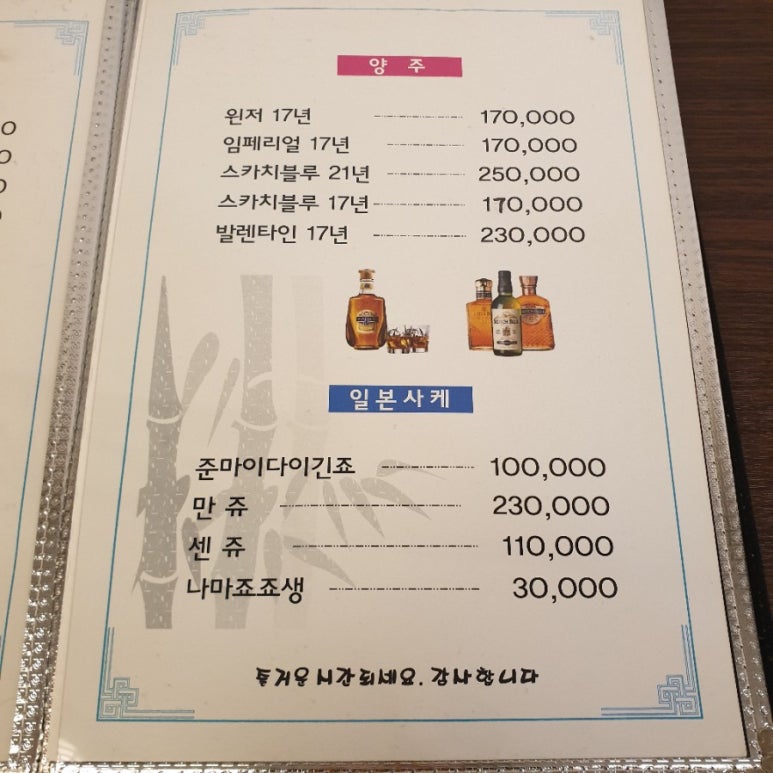 양 주
윈저 17년 170,000
임페리얼 17년 170,000
스카치블루 21년 250,000
스카치블루 17년 170,000
발렌타인 17년 230,000
일본사케
준마이다이긴죠 100,000
만 쥬 230,000
센 쥬 110,000
나마죠죠생 30,000
즐거운 시간되세요. 감사합니다